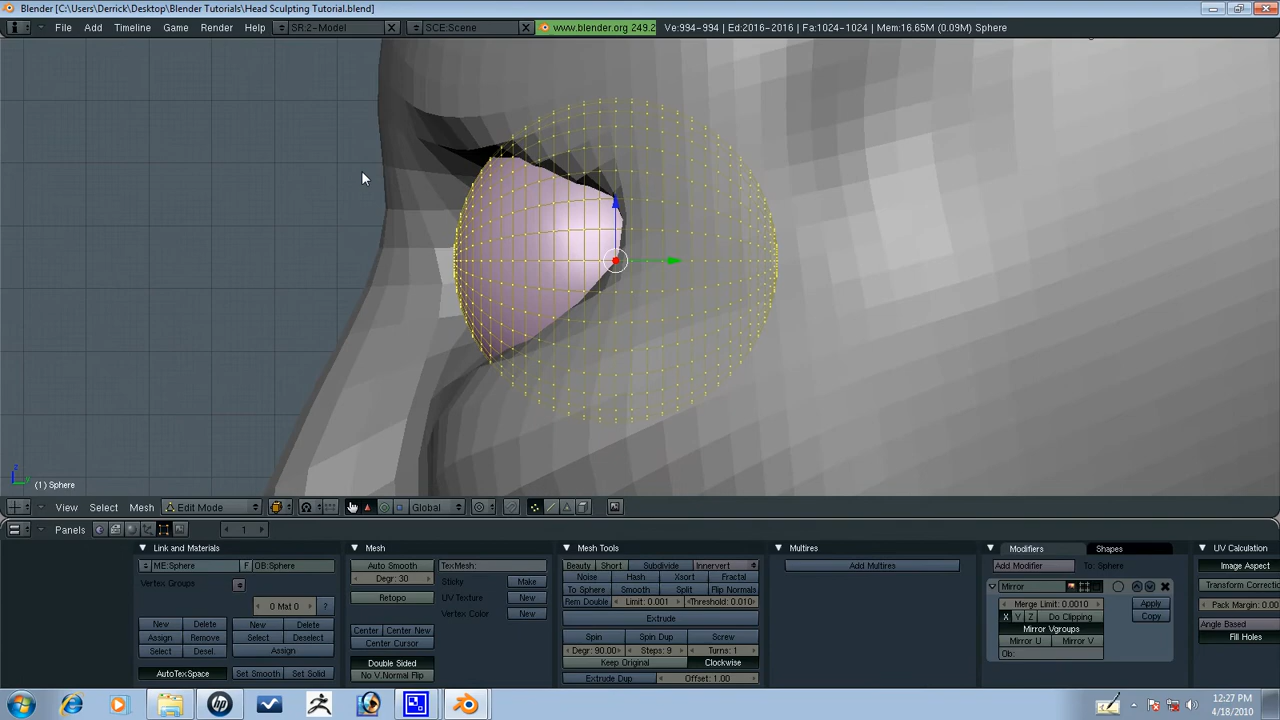 Blender [C:\Users\Derrick\Desktop\Blender Tutorials\Head Sculpting Tutorial.blend]
File Add Timeline Game Render Help SR:2-Model SCE:Scene www.blender.org 249.2 Ve:994-994 | Ed:2016-2016 | Fa:1024-1024 | Mem:16.65M (0.09M) Sphere
z
y
(1) Sphere
View Select Mesh Edit Mode Global
Panels 1
Link and Materials Mesh Mesh Tools Multires Modifiers Shapes UV Calculation
ME:Sphere F OB:Sphere Auto Smooth TexMesh: Beauty Short Subdivide Innervert Add Multires Add Modifier To: Sphere Image Aspect
Vertex Groups Degr: 30 Sticky Make Noise Hash Xsort Fractal Mirror Transform Correction
0 Mat 0 ? Retopo UV Texture New To Sphere Smooth Split Flip Normals Merge Limit: 0.0010 Apply Pack Margin: 0.00
Vertex Color New Rem Double Limit: 0.001 Threshold: 0.010 X Y Z Do Clipping Copy Angle Based
New Delete New Delete Center Center New Extrude Mirror Vgroups Fill Holes
Assign Remove Select Deselect Center Cursor Spin Spin Dup Screw Mirror U Mirror V
Select Desel. Assign Degr: 90.00 Steps: 9 Turns: 1 Ob:
AutoTexSpace Set Smooth Set Solid Double Sided Keep Original Clockwise
No V.Normal Flip Extrude Dup Offset: 1.00
12:27 PM
4/18/2010